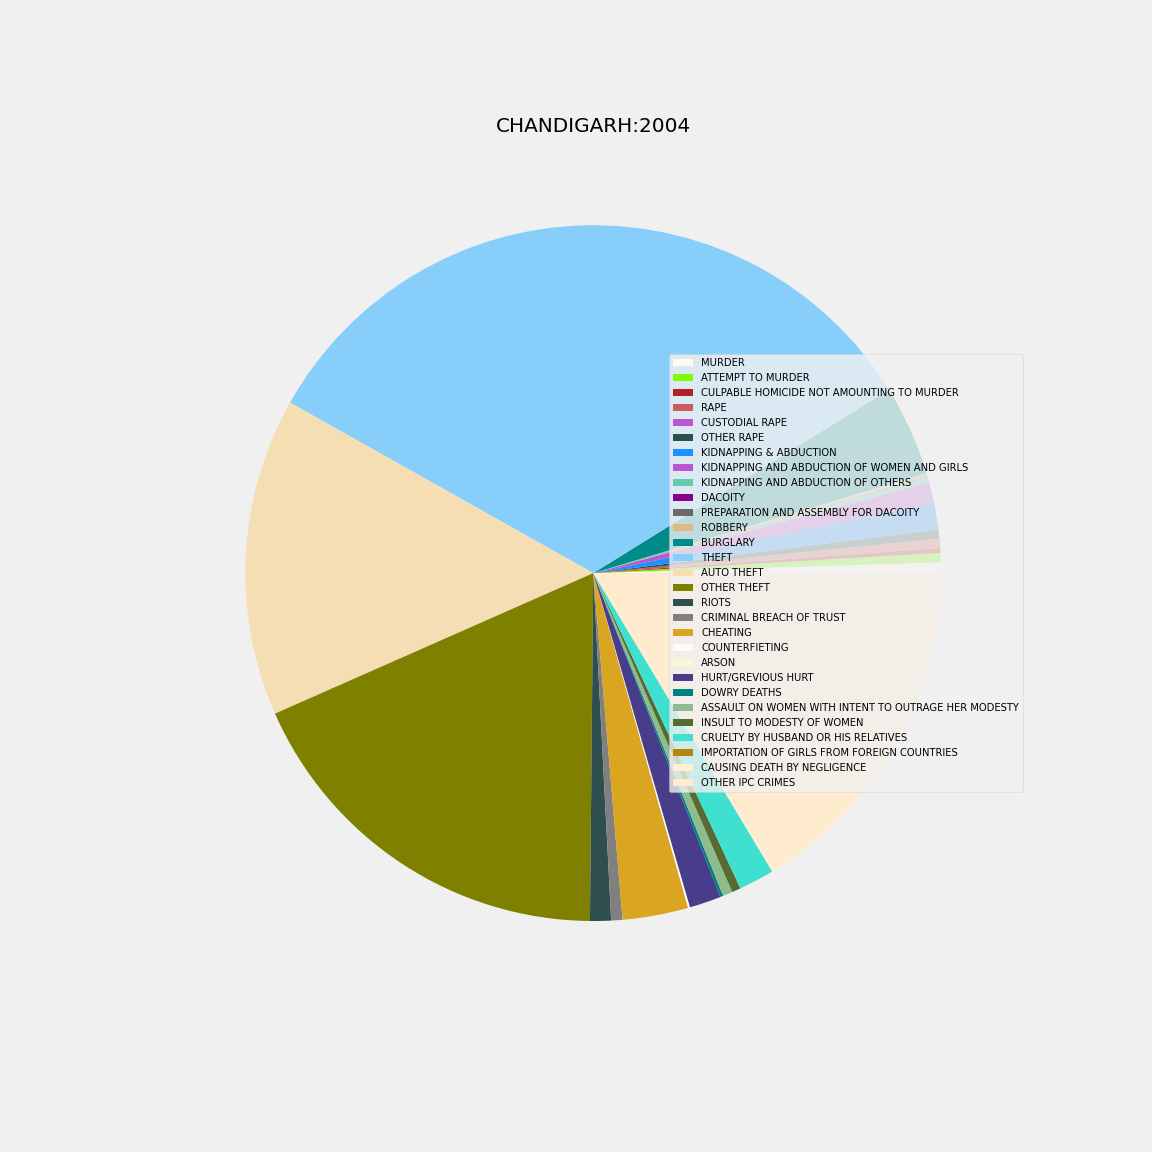 CHANDIGARH:2004
MURDER
ATTEMPT TO MURDER
CULPABLE HOMICIDE NOT AMOUNTING TO MURDER
RAPE
CUSTODIAL RAPE
OTHER RAPE
KIDNAPPING & ABDUCTION
KIDNAPPING AND ABDUCTION OF WOMEN AND GIRLS
KIDNAPPING AND ABDUCTION OF OTHERS
DACOITY
PREPARATION AND ASSEMBLY FOR DACOITY
ROBBERY
BURGLARY
THEFT
AUTO THEFT
OTHER THEFT
RIOTS
CRIMINAL BREACH OF TRUST
CHEATING
COUNTERFIETING
ARSON
HURT/GREVIOUS HURT
DOWRY DEATHS
ASSAULT ON WOMEN WITH INTENT TO OUTRAGE HER MODESTY
INSULT TO MODESTY OF WOMEN
CRUELTY BY HUSBAND OR HIS RELATIVES
IMPORTATION OF GIRLS FROM FOREIGN COUNTRIES
CAUSING DEATH BY NEGLIGENCE
OTHER IPC CRIMES